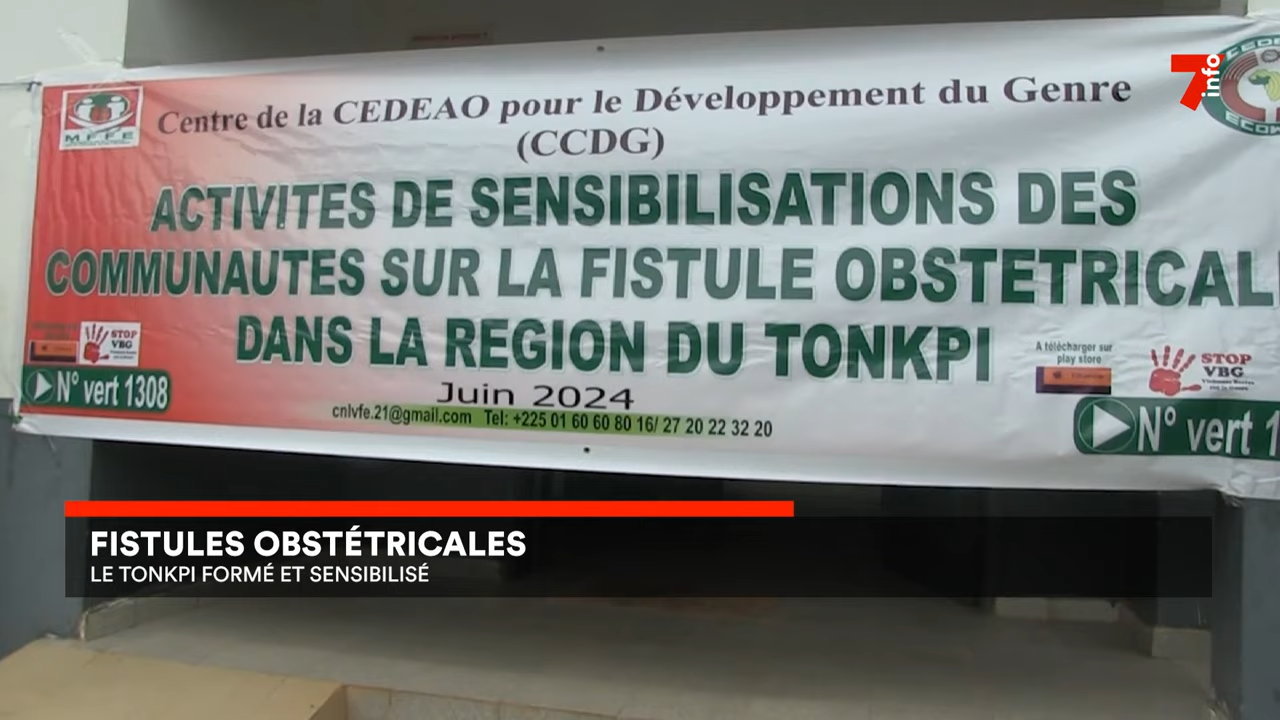 7info
MFFE
Centre de la CEDEAO pour le Développement du Genre
(CCDG)
ACTIVITES DE SENSIBILISATIONS DES
COMMUNAUTES SUR LA FISTULE OBSTETRICAL
DANS LA REGION DU TONKPI
Juin 2024
cnlvfe.21@gmail.com Tel: +225 01 60 60 80 16/ 27 20 22 32 20
STOP
VBG
N° vert 1308
A télécharger sur
play store
STOP
VBG
N° vert 1
FISTULES OBSTÉTRICALES
LE TONKPI FORMÉ ET SENSIBILISÉ